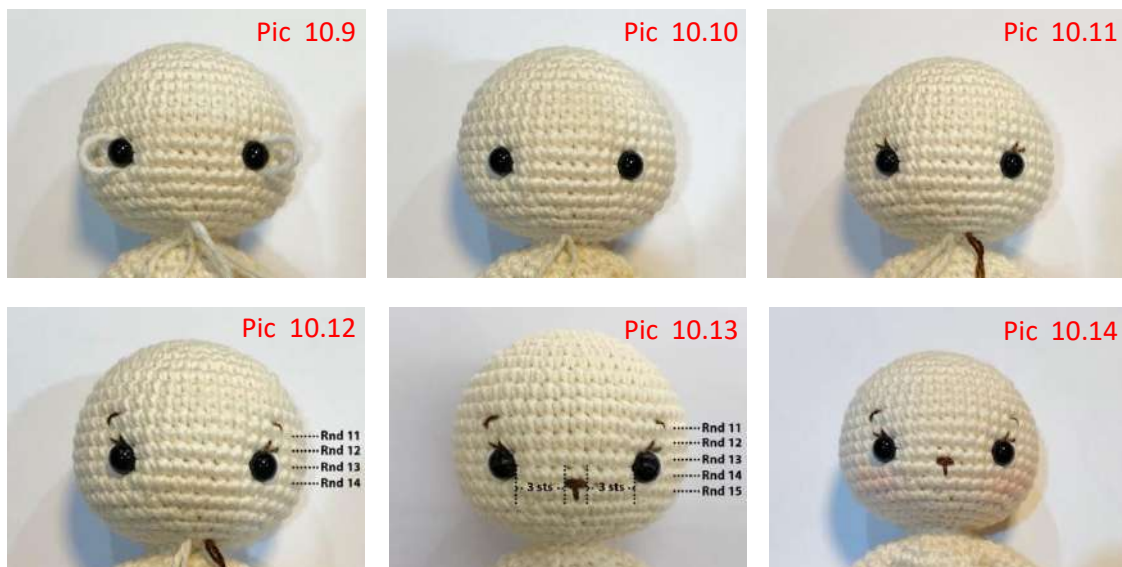 Pic 10.9
Pic 10.10
Pic 10.11
Pic 10.12
Rnd 11
Rnd 12
Rnd 13
Rnd 14
Pic 10.13
Rnd 11
Rnd 12
Rnd 13
Rnd 14
Rnd 15
3 sts
3 sts
Pic 10.14